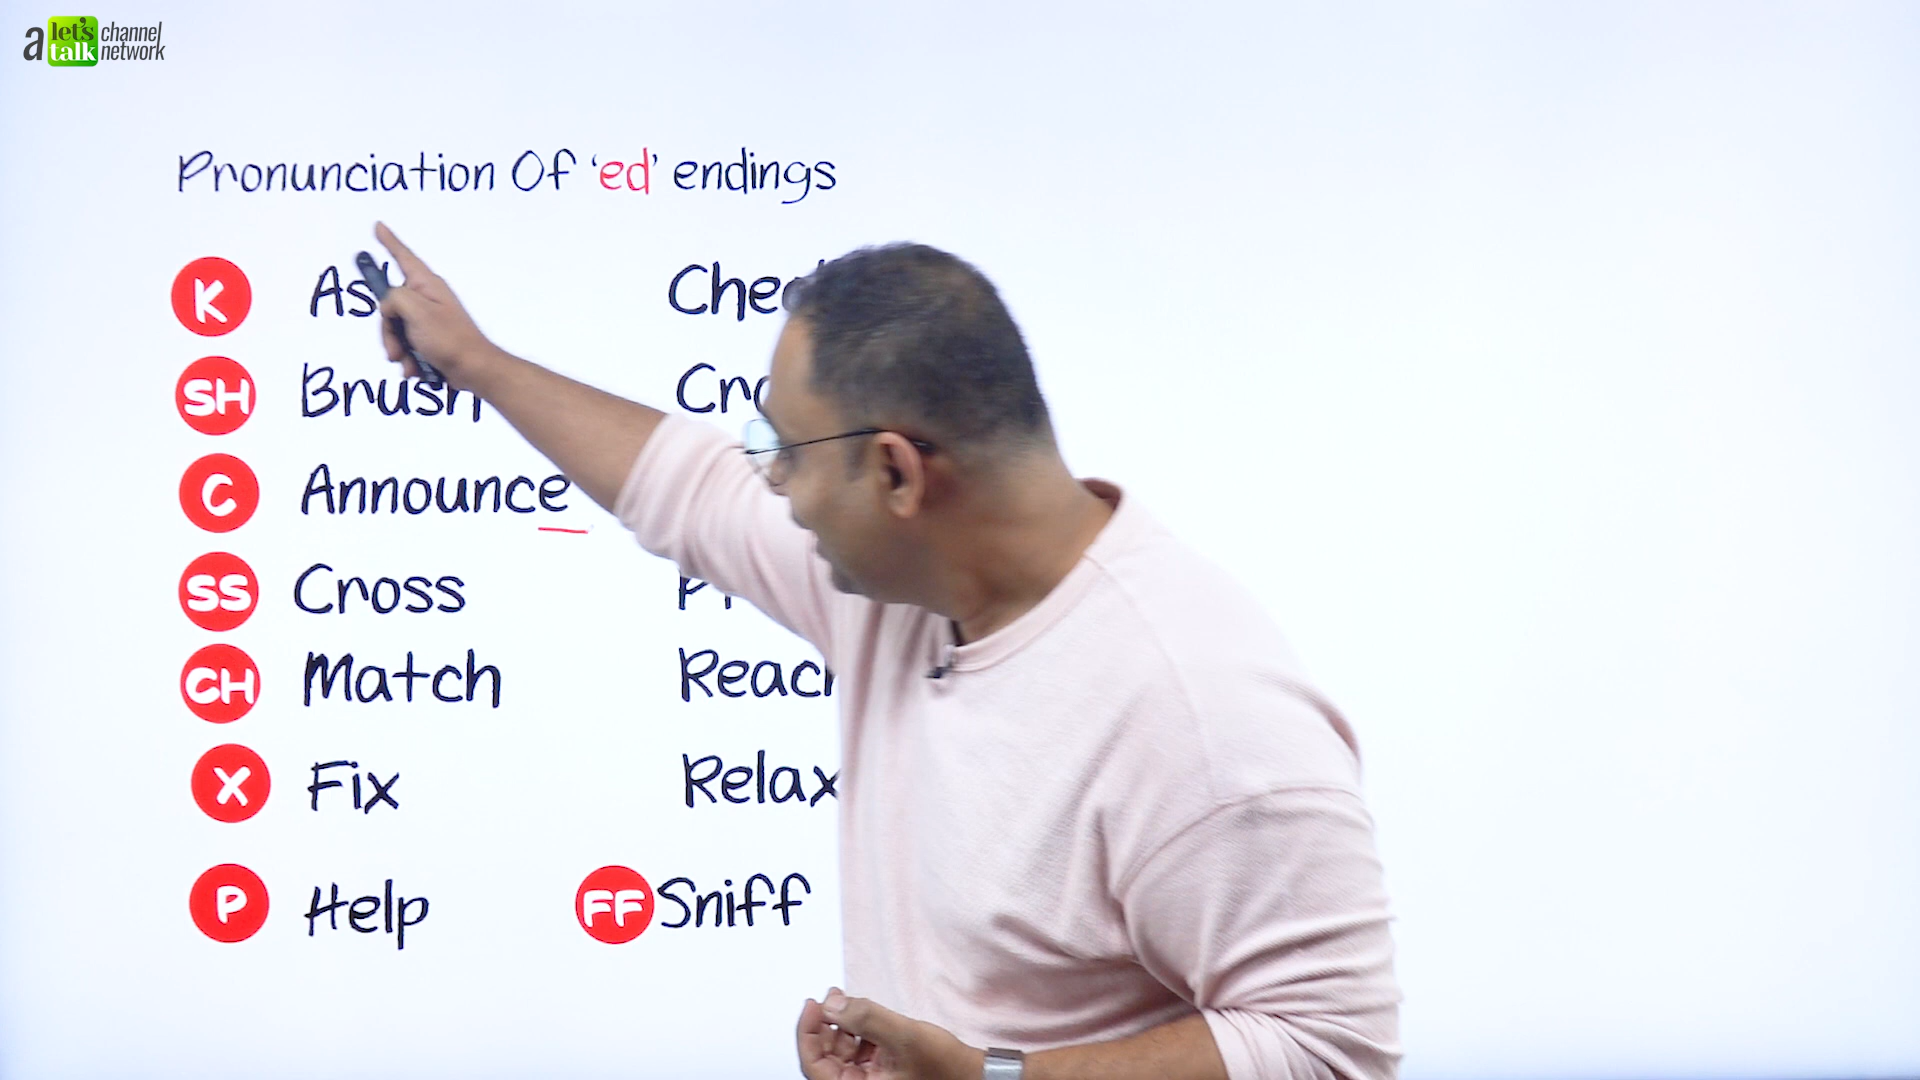 a let's talk channel network
Pronunciation Of 'ed' endings
K
SH Brush
C Announce
SS Cross
CH Match
X Fix Relax
P Help FF Sniff